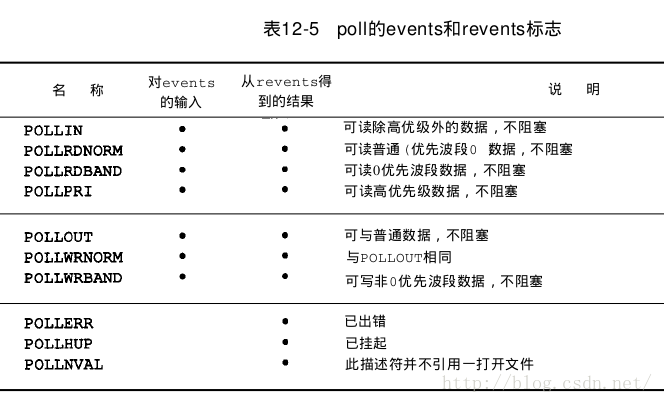 表12-5 poll的events和revents标志
名 称 对events的输入 从revents得到的结果 说 明
POLLIN • • 可读除高优级外的数据，不阻塞
POLLRDNORM • • 可读普通(优先波段0 数据，不阻塞
POLLRDBAND • • 可读0优先波段数据，不阻塞
POLLPRI • • 可读高优先级数据，不阻塞
POLLOUT • • 可与普通数据，不阻塞
POLLWRNORM • • 与POLLOUT相同
POLLWRBAND • • 可写非0优先波段数据，不阻塞
POLLERR • 已出错
POLLHUP • 已挂起
POLLNVAL • 此描述符并不引用一打开文件
http://blog.csdn.net/